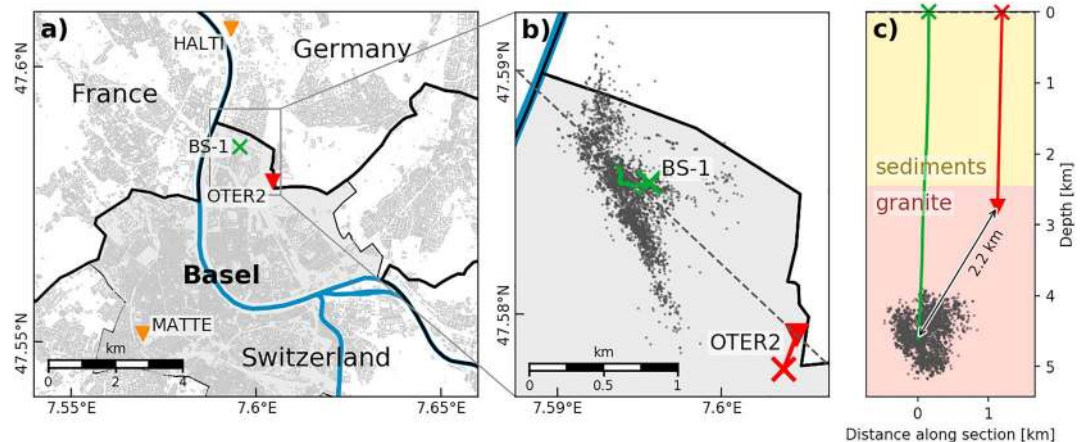 a)
HALTI
Germany
France
BS-1
OTER2
Basel
MATTE
Switzerland
km
0 2 4
47.6°N
47.55°N
7.55°E 7.6°E 7.65°E
b)
BS-1
OTER2
km
0 0.5 1
47.59°N
47.58°N
7.59°E 7.6°E
c)
sediments
granite
2.2 km
0
1
2
3
4
5
Depth [km]
0 1
Distance along section [km]